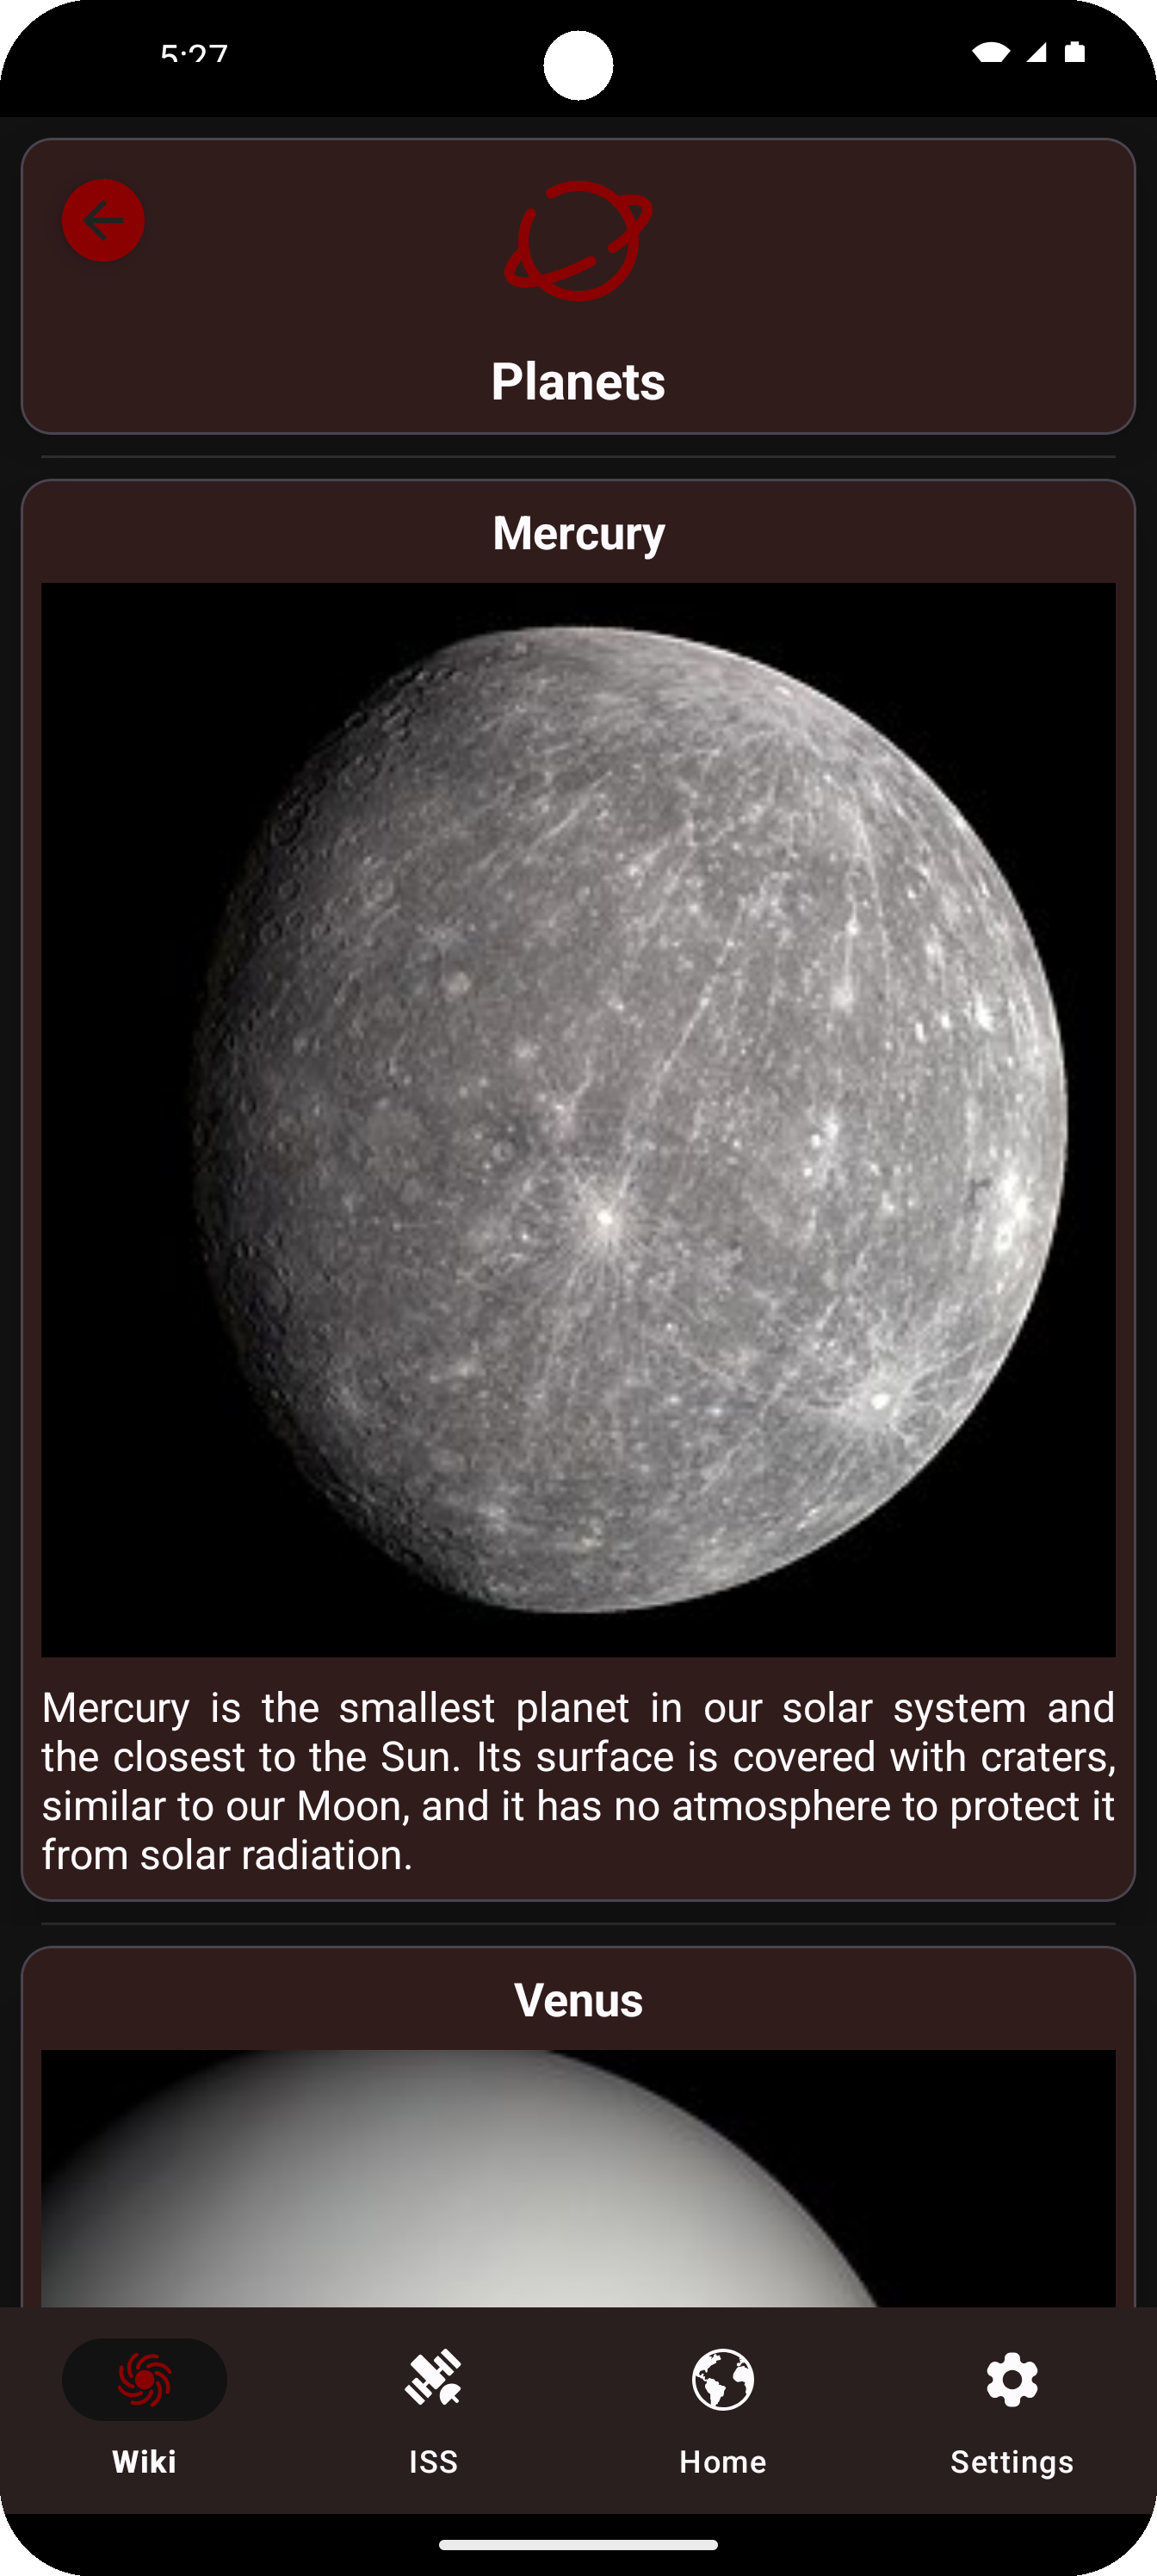 5:27
Planets
Mercury
Mercury is the smallest planet in our solar system and
the closest to the Sun. Its surface is covered with craters,
similar to our Moon, and it has no atmosphere to protect it
from solar radiation.
Venus
Wiki
ISS
Home
Settings